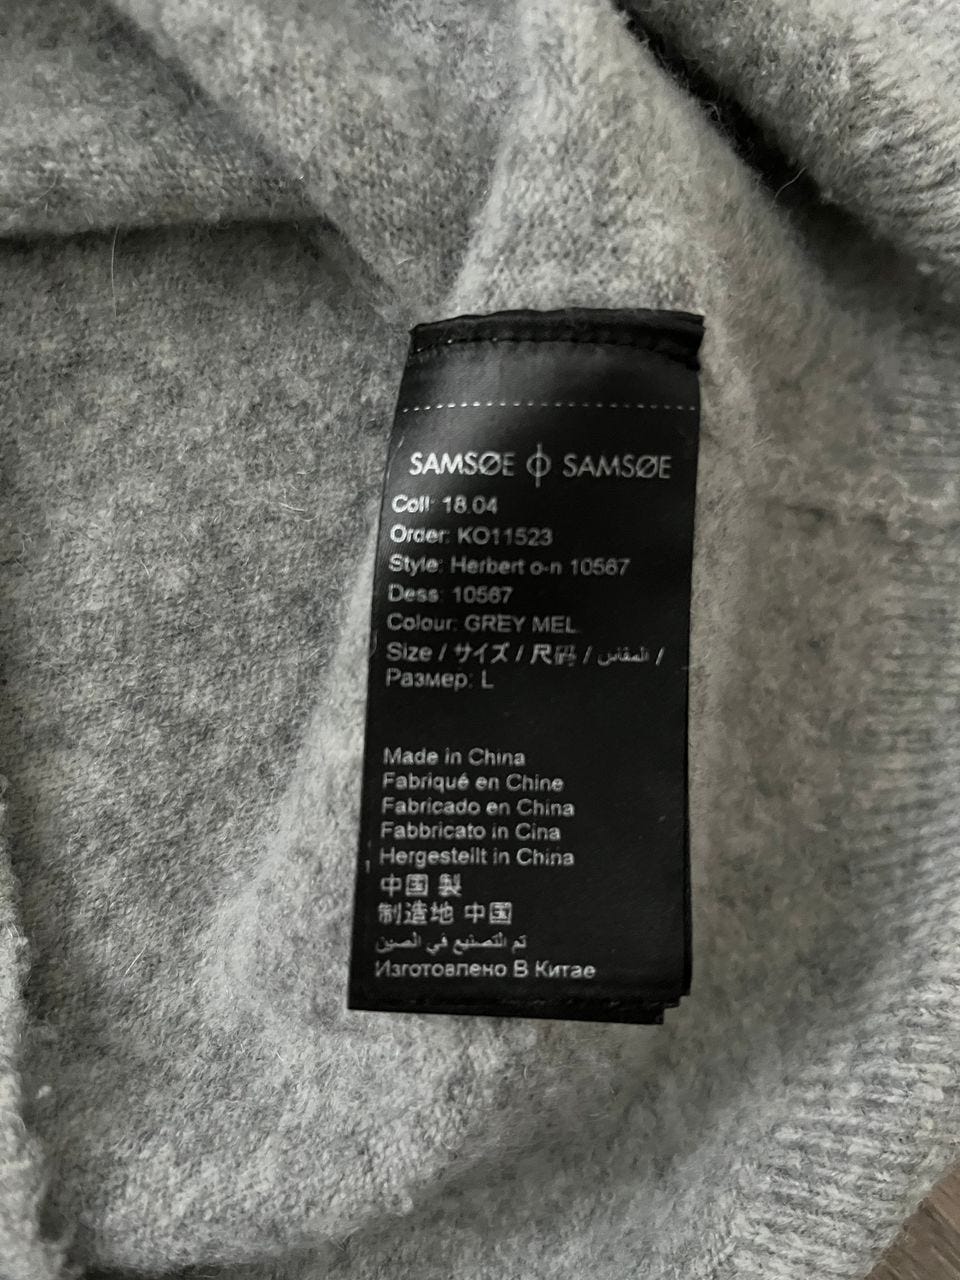 SAMSØE ϕ SAMSØE
Coll: 18.04
Order: KO11523
Style: Herbert o-n 10567
Dess: 10567
Colour: GREY MEL
Size / サイズ / 尺码 / المقاس /
Размер: L
Made in China
Fabriqué en Chine
Fabricado en China
Fabbricato in Cina
Hergestellt in China
中国 製
制造地 中国
تم التصنيع في الصين
Изготовлено В Китае